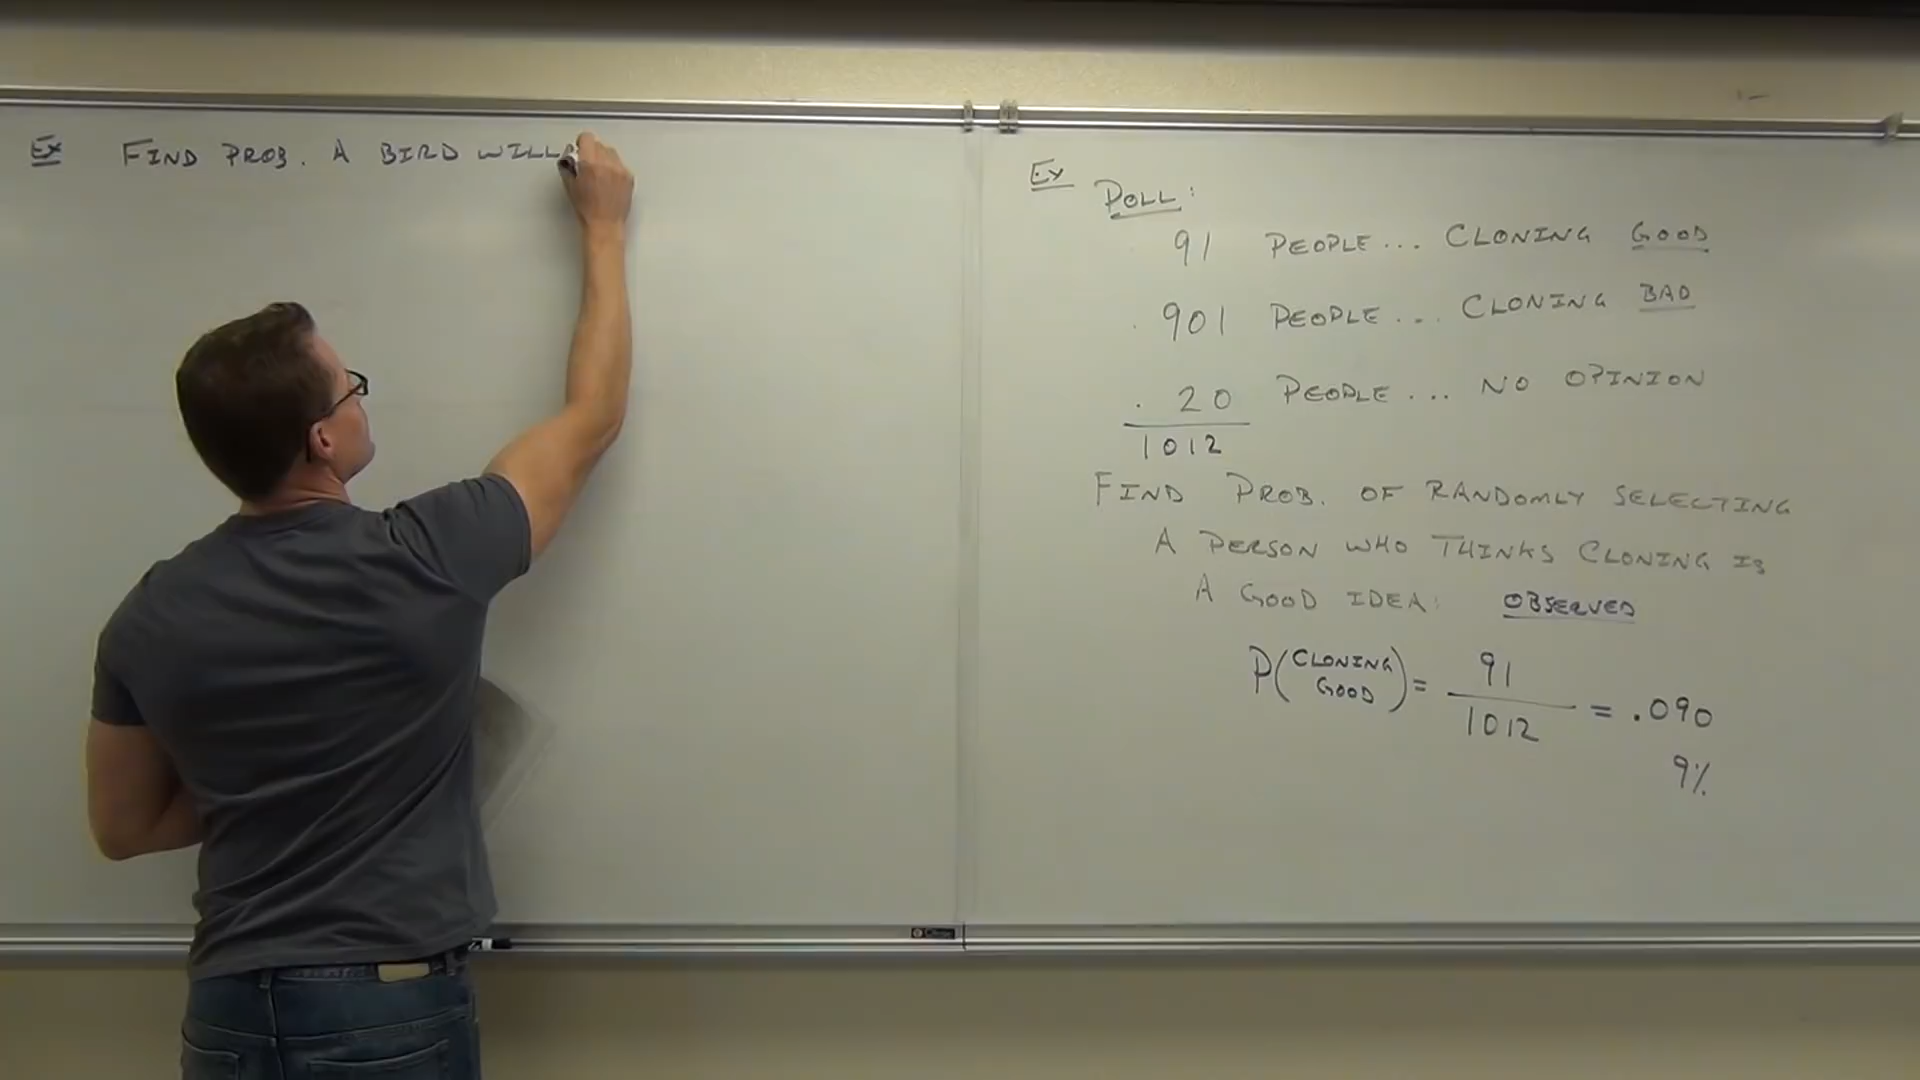 Ex FIND PROB. A BIRD WILL
Ex
POLL:
91 PEOPLE... CLONING GOOD
901 PEOPLE... CLONING BAD
20 PEOPLE... NO OPINION
1012
FIND PROB. OF RANDOMLY SELECTING
A PERSON WHO THINKS CLONING IS
A GOOD IDEA: OBSERVED
P(CLONING GOOD) = 91/1012 = .090
9%